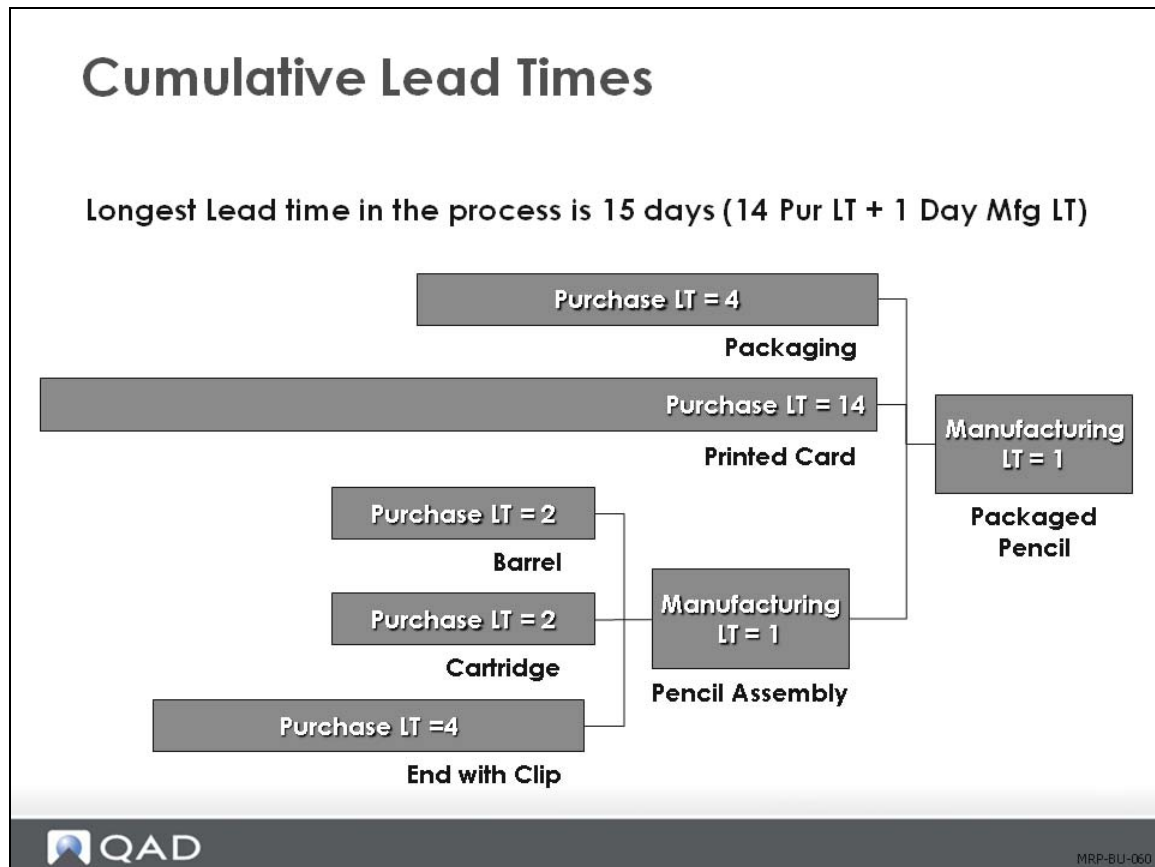 Cumulative Lead Times
Longest Lead time in the process is 15 days (14 Pur LT + 1 Day Mfg LT)
Purchase LT = 4
Packaging
Purchase LT = 14
Printed Card
Manufacturing
LT = 1
Packaged
Pencil
Purchase LT = 2
Barrel
Purchase LT = 2
Cartridge
Manufacturing
LT = 1
Pencil Assembly
Purchase LT =4
End with Clip
QAD
MRP-BU-060